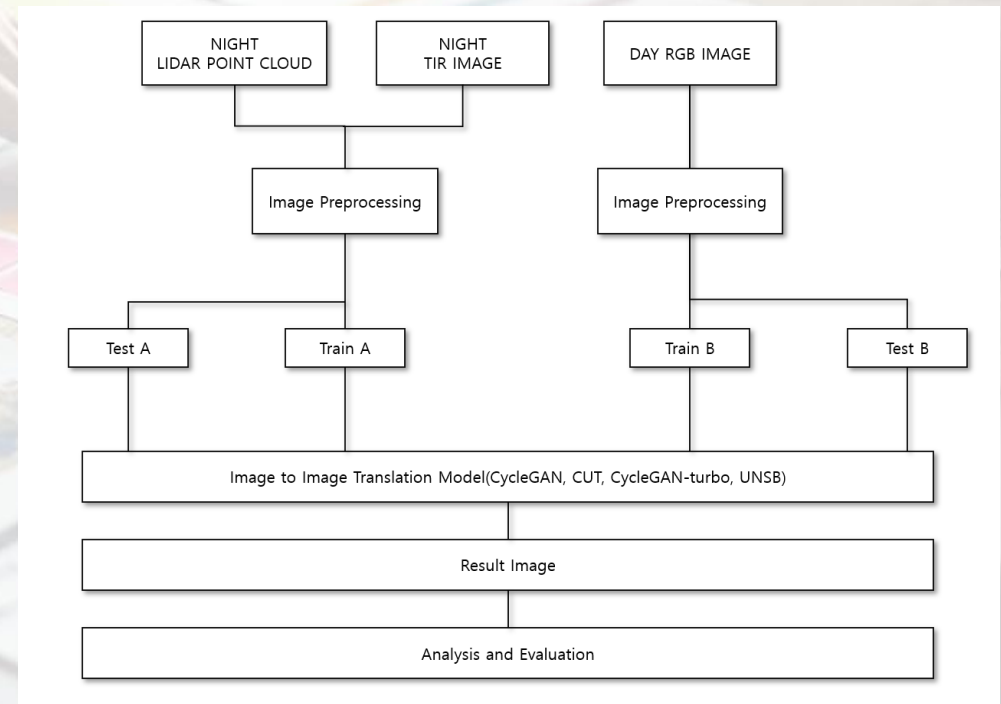 NIGHT
LIDAR POINT CLOUD
NIGHT
TIR IMAGE
DAY RGB IMAGE
Image Preprocessing
Image Preprocessing
Test A
Train A
Train B
Test B
Image to Image Translation Model(CycleGAN, CUT, CycleGAN-turbo, UNSB)
Result Image
Analysis and Evaluation